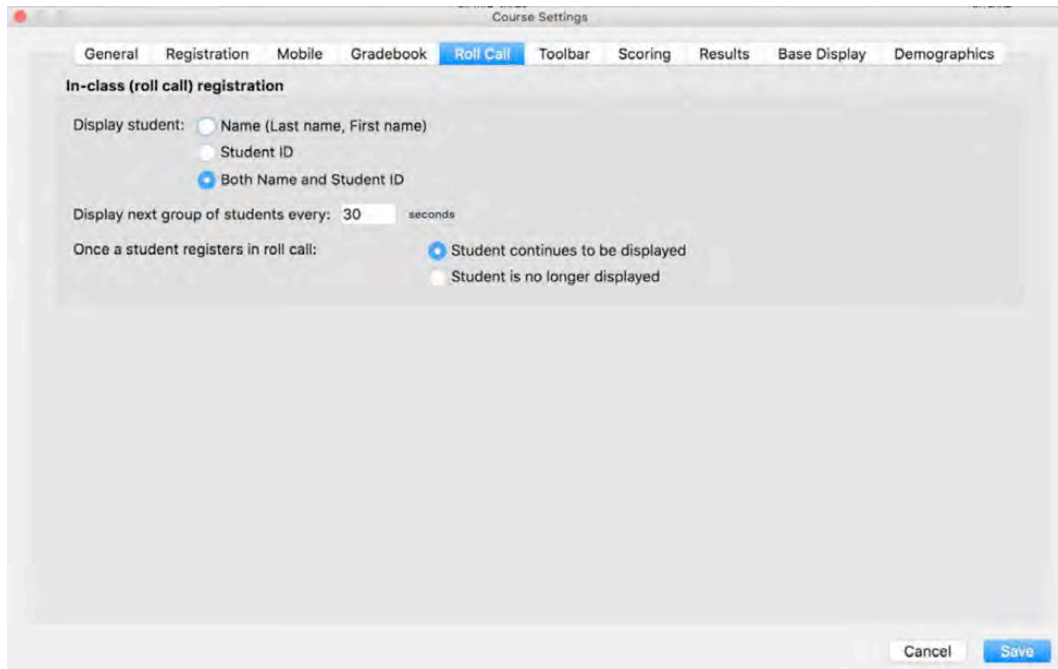 Course Settings
General Registration Mobile Gradebook Roll Call Toolbar Scoring Results Base Display Demographics
In-class (roll call) registration
Display student: Name (Last name, First name)
Student ID
Both Name and Student ID
Display next group of students every: 30 seconds
Once a student registers in roll call: Student continues to be displayed
Student is no longer displayed
Cancel Save